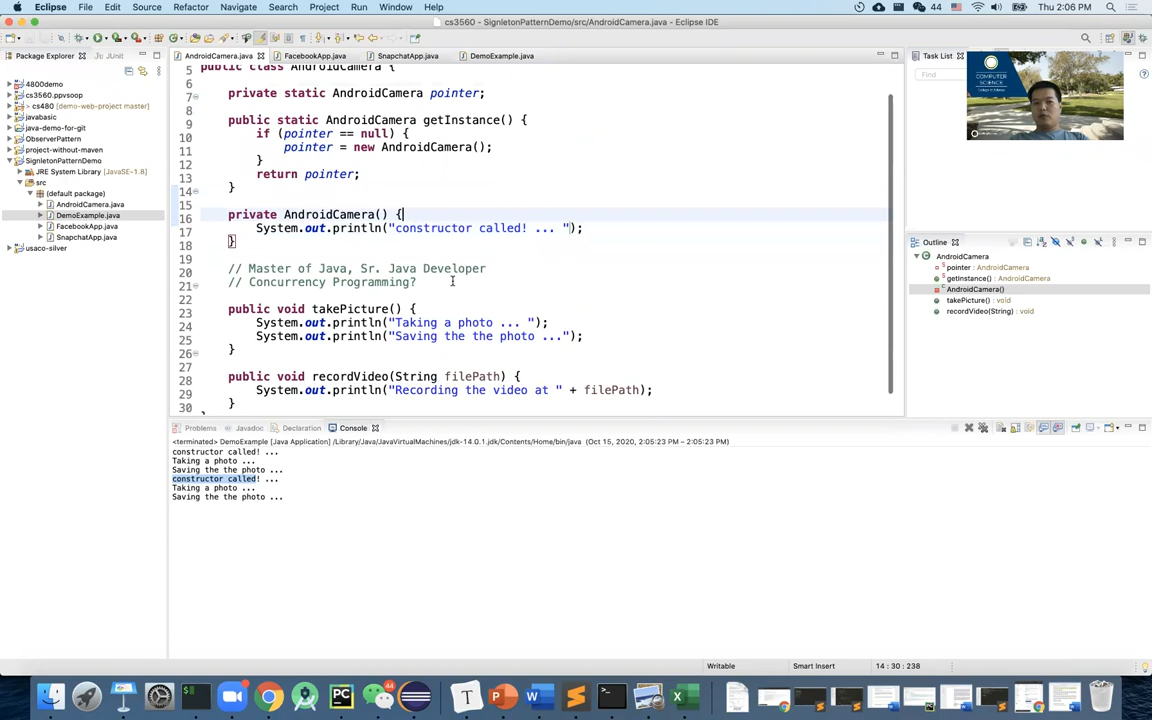 Eclipse File Edit Source Refactor Navigate Search Project Run Window Help 44 Thu 2:06 PM
cs3560 - SignletonPatternDemo/src/AndroidCamera.java - Eclipse IDE
Package Explorer JUnit
4800demo
cs3560.ppvsoop
cs480 [demo-web-project master]
javabasic
java-demo-for-git
ObserverPattern
project-without-maven
SignletonPatternDemo
JRE System Library [JavaSE-1.8]
src
(default package)
AndroidCamera.java
DemoExample.java
FacebookApp.java
SnapchatApp.java
usaco-silver
AndroidCamera.java FacebookApp.java SnapchatApp.java DemoExample.java
5 public class AndroidCamera {
6
7 private static AndroidCamera pointer;
8
9 public static AndroidCamera getInstance() {
10 if (pointer == null) {
11 pointer = new AndroidCamera();
12 }
13 return pointer;
14 }
15
16 private AndroidCamera() {
17 System.out.println("constructor called! ... ");
18 }
19
20 // Master of Java, Sr. Java Developer
21 // Concurrency Programming?
22
23 public void takePicture() {
24 System.out.println("Taking a photo ... ");
25 System.out.println("Saving the the photo ...");
26 }
27
28 public void recordVideo(String filePath) {
29 System.out.println("Recording the video at " + filePath);
30 }
Task List
Find
COMPUTER
SCIENCE
Outline
AndroidCamera
pointer : AndroidCamera
getInstance() : AndroidCamera
AndroidCamera()
takePicture() : void
recordVideo(String) : void
Problems Javadoc Declaration Console
<terminated> DemoExample [Java Application] /Library/Java/JavaVirtualMachines/jdk-14.0.1.jdk/Contents/Home/bin/java (Oct 15, 2020, 2:05:23 PM – 2:05:23 PM)
constructor called! ...
Taking a photo ...
Saving the the photo ...
constructor called! ...
Taking a photo ...
Saving the the photo ...
Writable Smart Insert 14 : 30 : 238